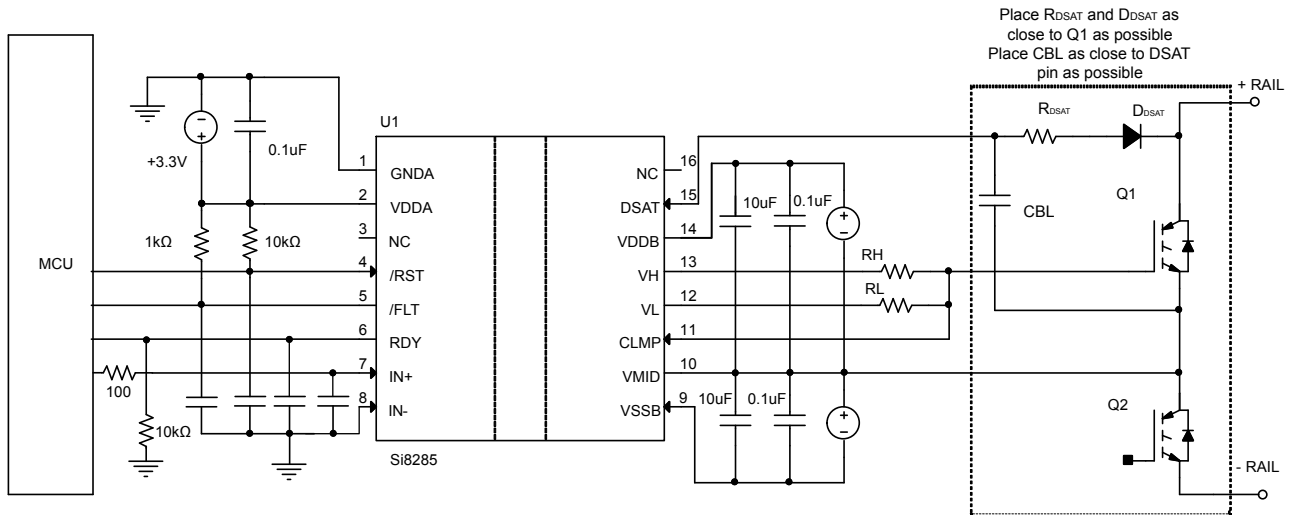 Place RDSAT and DDSAT as
close to Q1 as possible
Place CBL as close to DSAT
pin as possible
+ RAIL
RDSAT
DDSAT
U1
-
+
+3.3V
0.1uF
1
GNDA
2
VDDA
3
NC
4
/RST
5
/FLT
6
RDY
7
IN+
8
IN-
MCU
1kΩ
10kΩ
100
10kΩ
Si8285
16
NC
15
DSAT
14
VDDB
13
VH
12
VL
11
CLMP
10
VMID
9
VSSB
10uF
0.1uF
+
-
RH
RL
10uF
0.1uF
+
-
CBL
Q1
Q2
- RAIL